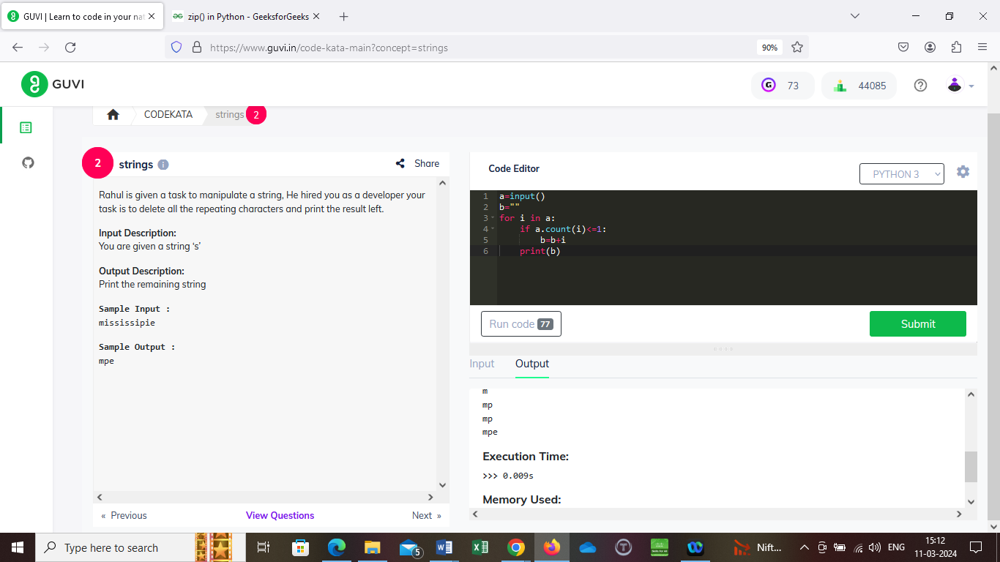 GUVI | Learn to code in your nat
zip() in Python - GeeksforGeeks
https://www.guvi.in/code-kata-main?concept=strings
90%
GUVI
73
44085
CODEKATA
strings
2
2
strings
Share
Rahul is given a task to manipulate a string, He hired you as a developer your
task is to delete all the repeating characters and print the result left.
Input Description:
You are given a string ‘s’
Output Description:
Print the remaining string
Sample Input :
mississipie
Sample Output :
mpe
« Previous
View Questions
Next »
Code Editor
PYTHON 3
1 a=input()
2 b=""
3 for i in a:
4 if a.count(i)<=1:
5 b=b+i
6 print(b)
Run code 77
Submit
Input
Output
m
mp
mp
mpe
Execution Time:
>>> 0.009s
Memory Used:
Type here to search
5
Nift...
ENG
15:12
11-03-2024